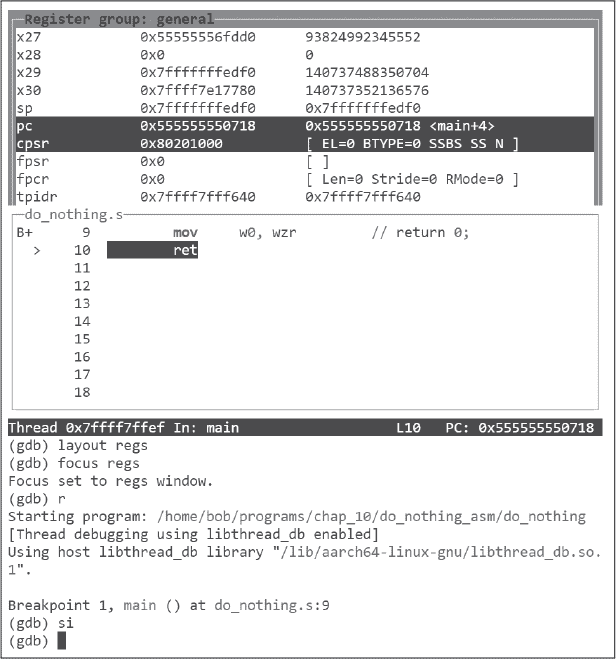 Register group: general
x27 0x55555556fdd0 93824992345552
x28 0x0 0
x29 0x7fffffffedf0 140737488350704
x30 0x7ffff7e17780 140737352136576
sp 0x7fffffffedf0 0x7fffffffedf0
pc 0x555555550718 0x555555550718 <main+4>
cpsr 0x80201000 [ EL=0 BTYPE=0 SSBS SS N ]
fpsr 0x0 [ ]
fpcr 0x0 [ Len=0 Stride=0 RMode=0 ]
tpidr 0x7ffff7fff640 0x7ffff7fff640
do_nothing.s
B+ 9 mov w0, wzr // return 0;
> 10 ret
11
12
13
14
15
16
17
18
Thread 0x7ffff7ffef In: main L10 PC: 0x555555550718
(gdb) layout regs
(gdb) focus regs
Focus set to regs window.
(gdb) r
Starting program: /home/bob/programs/chap_10/do_nothing_asm/do_nothing
[Thread debugging using libthread_db enabled]
Using host libthread_db library "/lib/aarch64-linux-gnu/libthread_db.so.
1".
Breakpoint 1, main () at do_nothing.s:9
(gdb) si
(gdb)